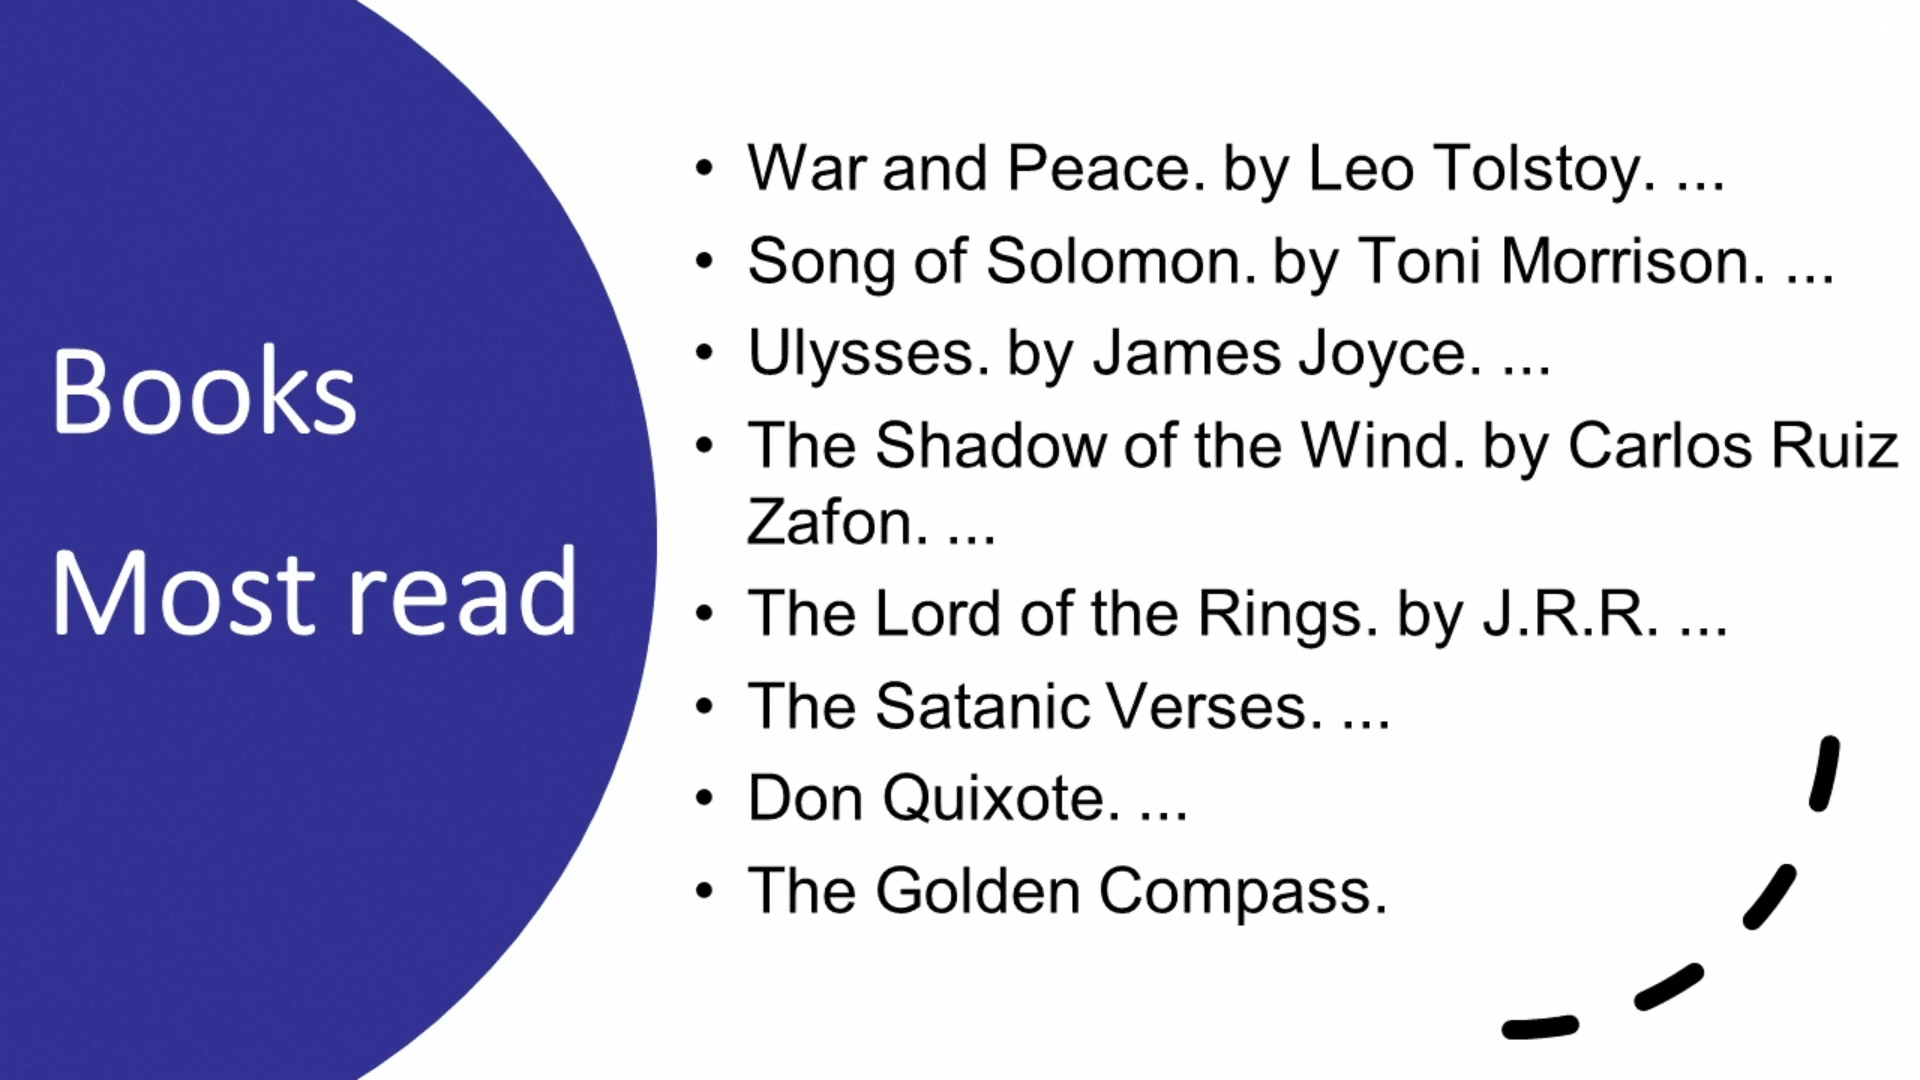 Books
Most read
• War and Peace. by Leo Tolstoy. ...
• Song of Solomon. by Toni Morrison. ...
• Ulysses. by James Joyce. ...
• The Shadow of the Wind. by Carlos Ruiz
Zafon. ...
• The Lord of the Rings. by J.R.R. ...
• The Satanic Verses. ...
• Don Quixote. ...
• The Golden Compass.